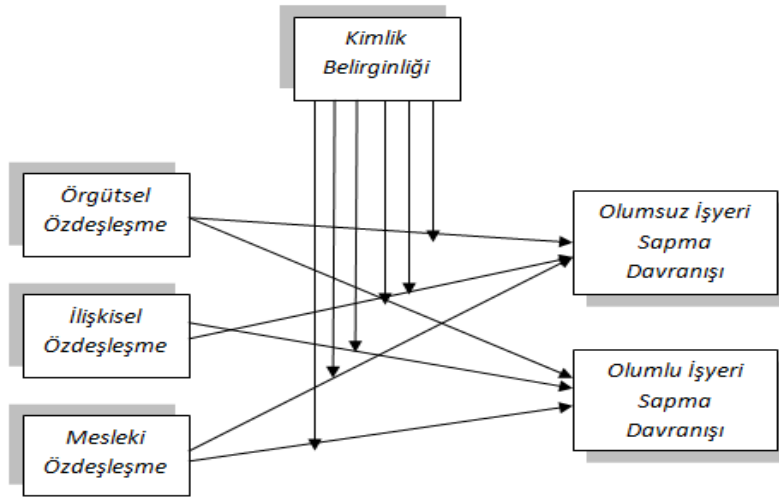 Kimlik
Belirginliği
Örgütsel
Özdeşleşme
İlişkisel
Özdeşleşme
Mesleki
Özdeşleşme
Olumsuz İşyeri
Sapma
Davranışı
Olumlu İşyeri
Sapma
Davranışı